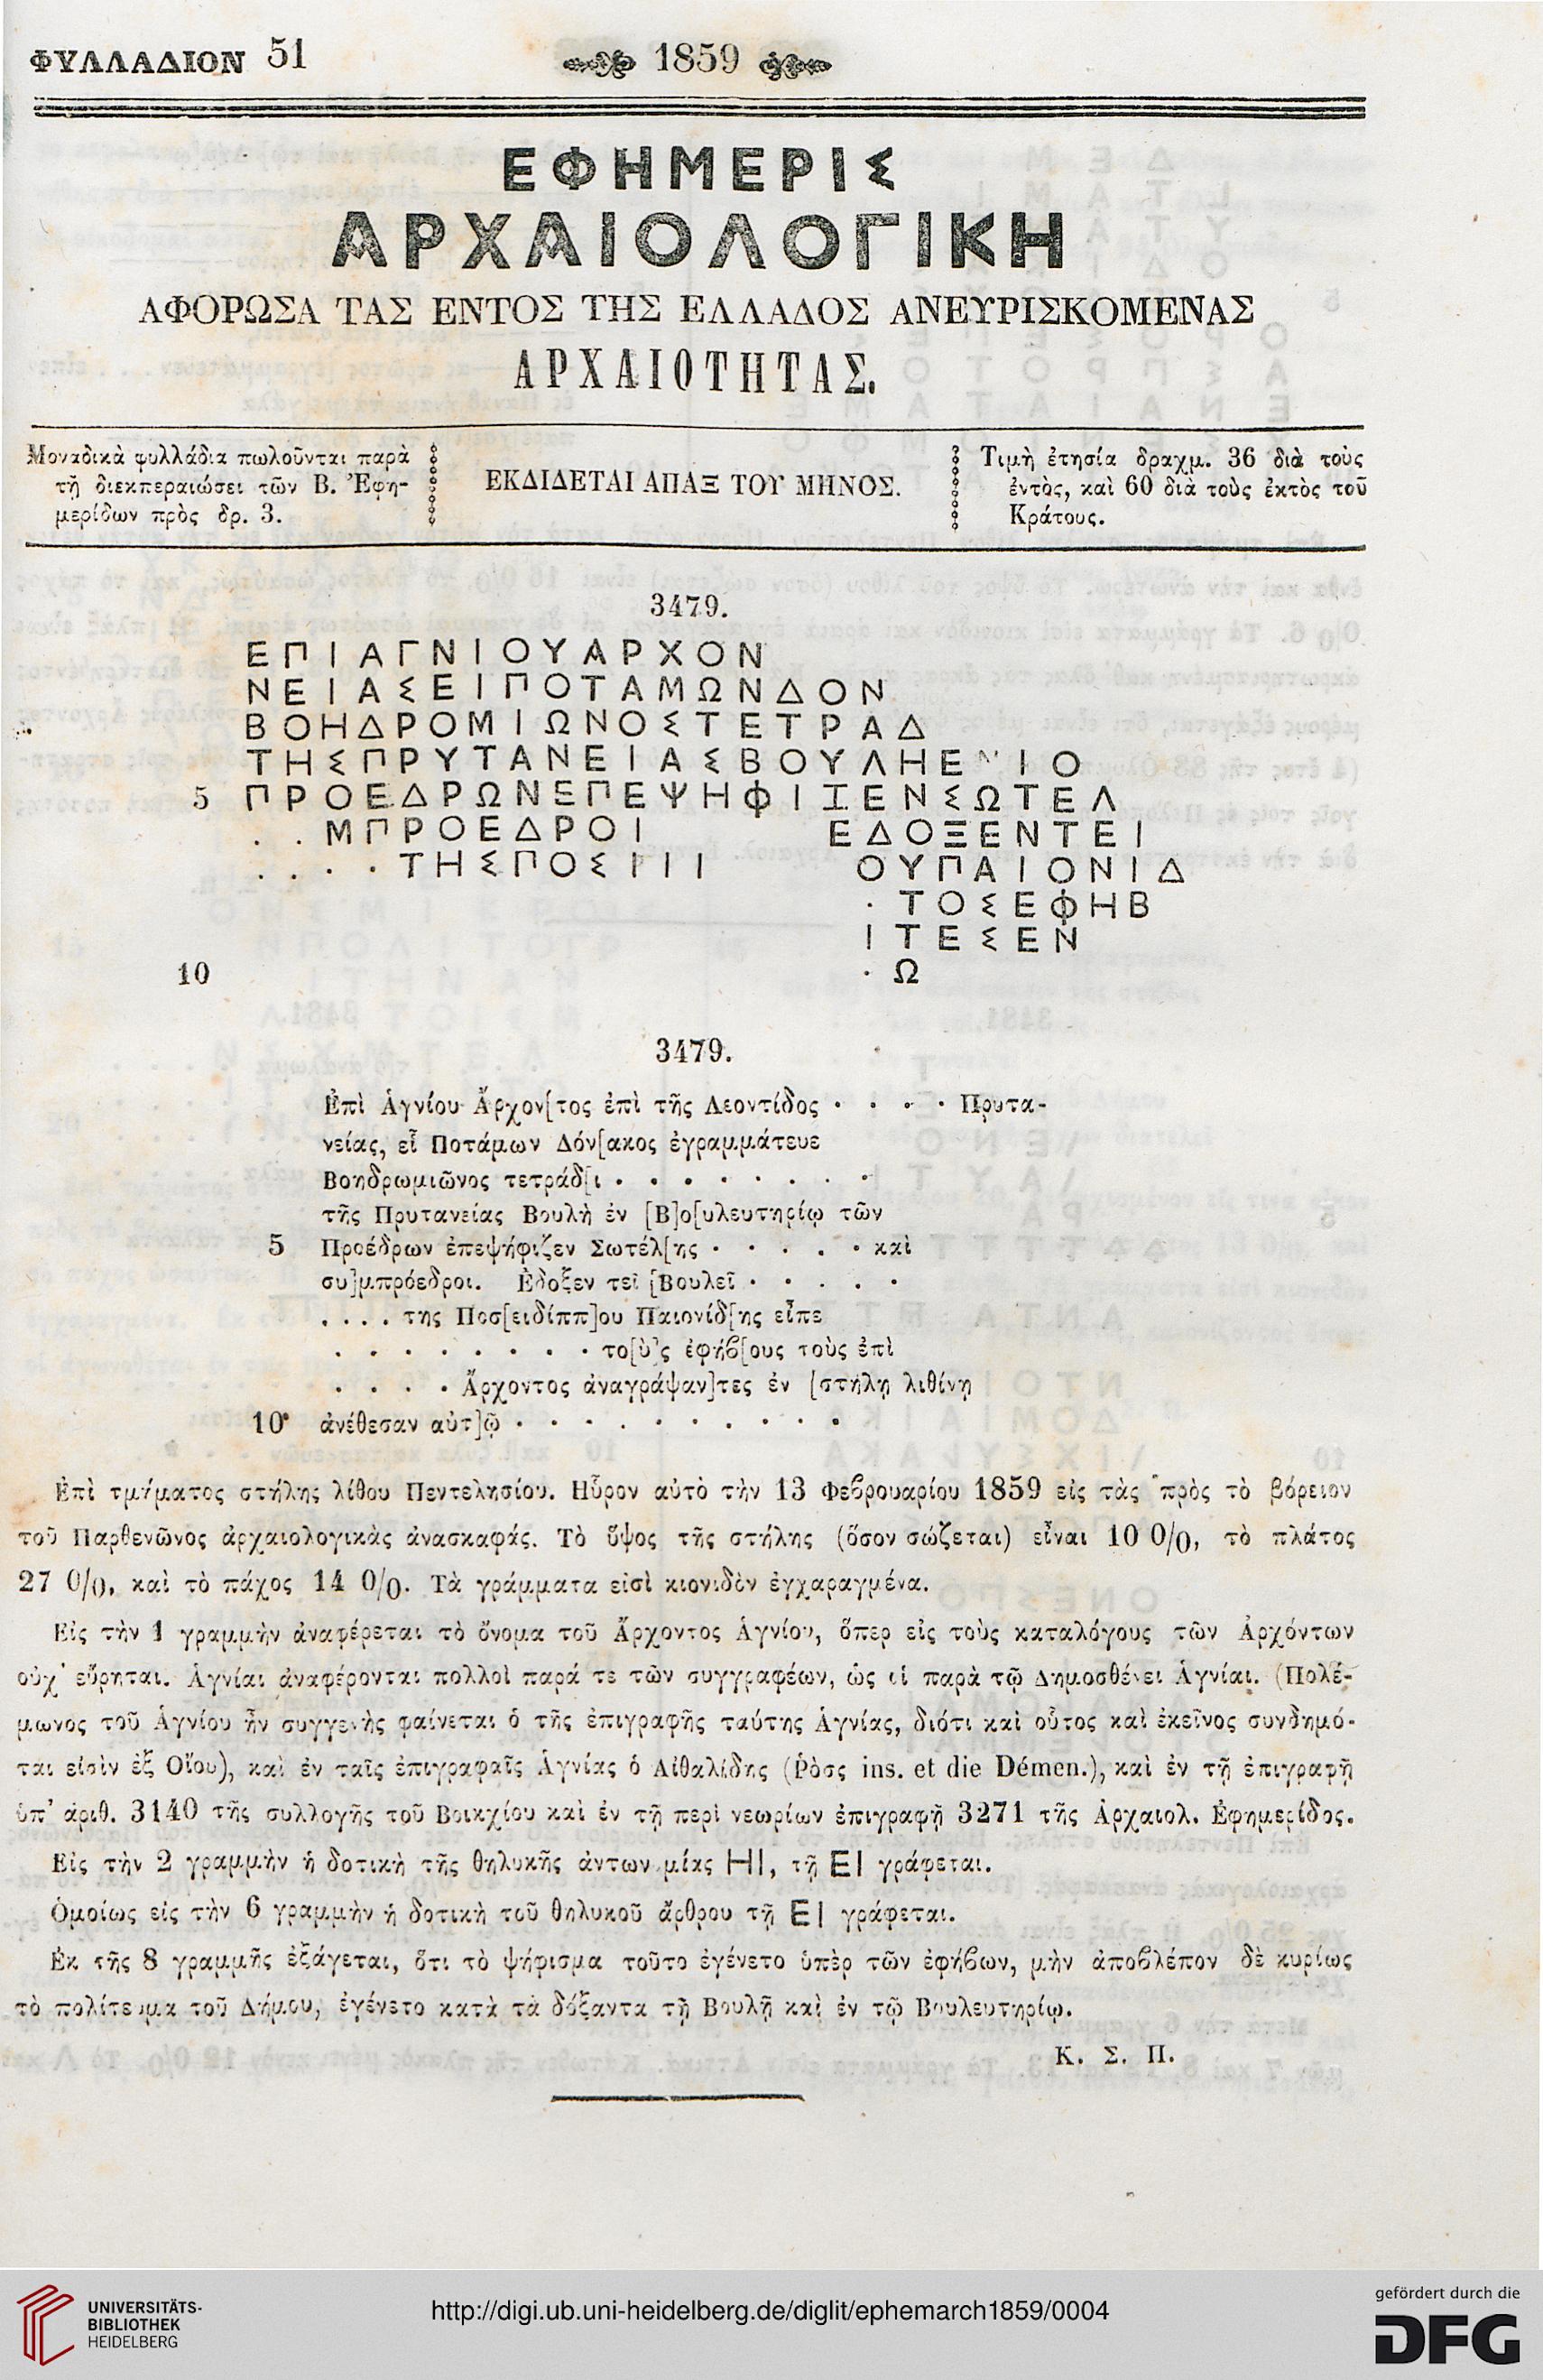 ΦΥΛΛΑΔΙΟΝ 51 1859
ΕΦΗΜΕΡΙΣ
ΑΡΧΑΙΟΛΟΓΙΚΗ
ΑΦΟΡΩΣΑ ΤΑΣ ΕΝΤΟΣ ΤΗΣ ΕΛΛΑΔΟΣ ΑΝΕΥΡΙΣΚΟΜΕΝΑΣ
ΑΡΧΑΙΟΤΗΤΑΣ.
Μοναδικὰ φυλλάδια πωλοῦνται παρὰ
τῇ διεκπεραιώσει τῶν Β. Ἐφη-
μερίδων πρὸς δρ. 3.
ΕΚΔΙΔΕΤΑΙ ΑΠΑΞ ΤΟΥ ΜΗΝΟΣ.
Τιμὴ ἐτησία δραχμ. 36 διὰ τοὺς
ἐντὸς, καὶ 60 διὰ τοὺς ἐκτὸς τοῦ
Κράτους.
3479.
ΕΠΙΑΓΝΙΟΥΑΡΧΟΝ
ΝΕΙΑΣΕΙΠΟΤΑΜΩΝΔΟΝ
ΒΟΗΔΡΟΜΙΩΝΟΣΤΕΤΡΑΔ
ΤΗΣΠΡΥΤΑΝΕΙΑΣΒΟΥΛΗΕΝΙΟ
5 ΠΡΟΕΔΡΩΝΕΠΕΨΗΦΙΙΕΝΣΩΤΕΛ
. . ΜΠΡΟΕΔΡΟΙ ΕΔΟΞΕΝΤΕΙ
. . . . ΤΗΣΠΟΣΙΙΙ ΟΥΠΑΙΟΝΙΔ
. ΤΟΣΕΦΗΒ
ΙΤΕΣΕΝ
10 . Ω
3479.
Ἐπὶ Ἁγνίου Ἄρχον[τος ἐπὶ τῆς Λεοντίδος . . . . Πρυτα-
νείας, εἷ Ποτάμων Δόν[ακος ἐγραμμάτευε
Βοηδρωμιῶνος τετράδ[ι . . . . . . . .
τῆς Πρυτανείας Βουλὴ ἐν [Β]ο[υλευτηρίῳ τῶν
5 Προέδρων ἐπεψήφιζεν Σωτέλ[ης . . . . . καὶ
συ]μπρόεδροι. Ἐδοξεν τεῖ [Βουλεῖ . . . . .
. . . . της Ποσ[ειδίππ]ου Παιονίδ[ης εἶπε
. . . . . . . . το[ὺ]ς ἐφήβ[ους τοὺς ἐπὶ
. . . . Ἄρχοντος ἀναγράψαν]τες ἐν [στήλῃ λιθίνῃ
10 ἀνέθεσαν αὐτ]ῷ . . . . . . . . . .
Ἐπὶ τμήματος στήλης λίθου Πεντελησίου. Ηὗρον αὐτὸ τὴν 13 Φεβρουαρίου 1859 εἰς τὰς πρὸς τὸ βόρειον
τοῦ Παρθενῶνος ἀρχαιολογικὰς ἀνασκαφάς. Τὸ ὕψος τῆς στήλης (ὅσον σώζεται) εἶναι 10 0/0, τὸ πλάτος
27 0/0, καὶ τὸ πάχος 14 0/0. Τὰ γράμματα εἰσὶ κιονιδὸν ἐγχαραγμένα.
Εἰς τὴν 1 γραμμὴν ἀναφέρεται τὸ ὄνομα τοῦ Ἄρχοντος Ἁγνίου, ὅπερ εἰς τοὺς καταλόγους τῶν Ἀρχόντων
οὐχ' εὕρηται. Ἁγνίαι ἀναφέρονται πολλοὶ παρά τε τῶν συγγραφέων, ὡς οἱ παρὰ τῷ Δημοσθένει Ἁγνίαι. (Πολέ-
μωνος τοῦ Ἁγνίου ἦν συγγενὴς φαίνεται ὁ τῆς ἐπιγραφῆς ταύτης Ἁγνίας, διότι καὶ οὗτος καὶ ἐκεῖνος συνδημό-
ται εἰσὶν ἐξ Οἴου), καὶ ἐν ταῖς ἐπιγραφαῖς Ἁγνίας ὁ Αἰθαλίδης (Ῥὸσς ins. et die Démen.), καὶ ἐν τῇ ἐπιγραφῇ
ὑπ' ἀριθ. 3140 τῆς συλλογῆς τοῦ Βοικχίου καὶ ἐν τῇ περὶ νεωρίων ἐπιγραφῇ 3271 τῆς Ἀρχαιολ. Ἐφημερίδος.
Εἰς τὴν 2 γραμμὴν ἡ δοτικὴ τῆς θηλυκῆς ἀντωνυμίας ΗΙ, τῇ ΕΙ γράφεται.
Ὁμοίως εἰς τὴν 6 γραμμὴν ἡ δοτικὴ τοῦ θηλυκοῦ ἄρθρου τῇ ΕΙ γράφεται.
Ἐκ τῆς 8 γραμμῆς ἐξάγεται, ὅτι τὸ ψήφισμα τοῦτο ἐγένετο ὑπὲρ τῶν ἐφήβων, μὴν ἀποβλέπον δὲ κυρίως
τὸ πολίτευμα τοῦ Δήμου, ἐγένετο κατὰ τὰ δόξαντα τῇ Βουλῇ καὶ ἐν τῷ Βουλευτηρίῳ.
Κ. Σ. Π.
UNIVERSITÄTS-
BIBLIOTHEK
HEIDELBERG
http://digi.ub.uni-heidelberg.de/diglit/ephemarch1859/0004
gefördert durch die
DFG